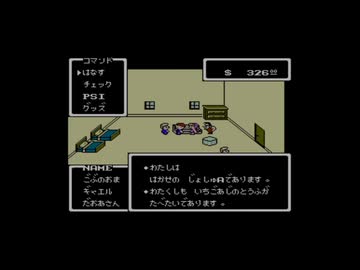 コマンド
はなす
チェック
PSI
グッズ
$ 326.00
NAME
こぶのおま
ギャエル
だおあさん
◆わたしは
はかせの じょしゅAであります。
◆わたくしも いちごあじのとうふが
たべたいであります。